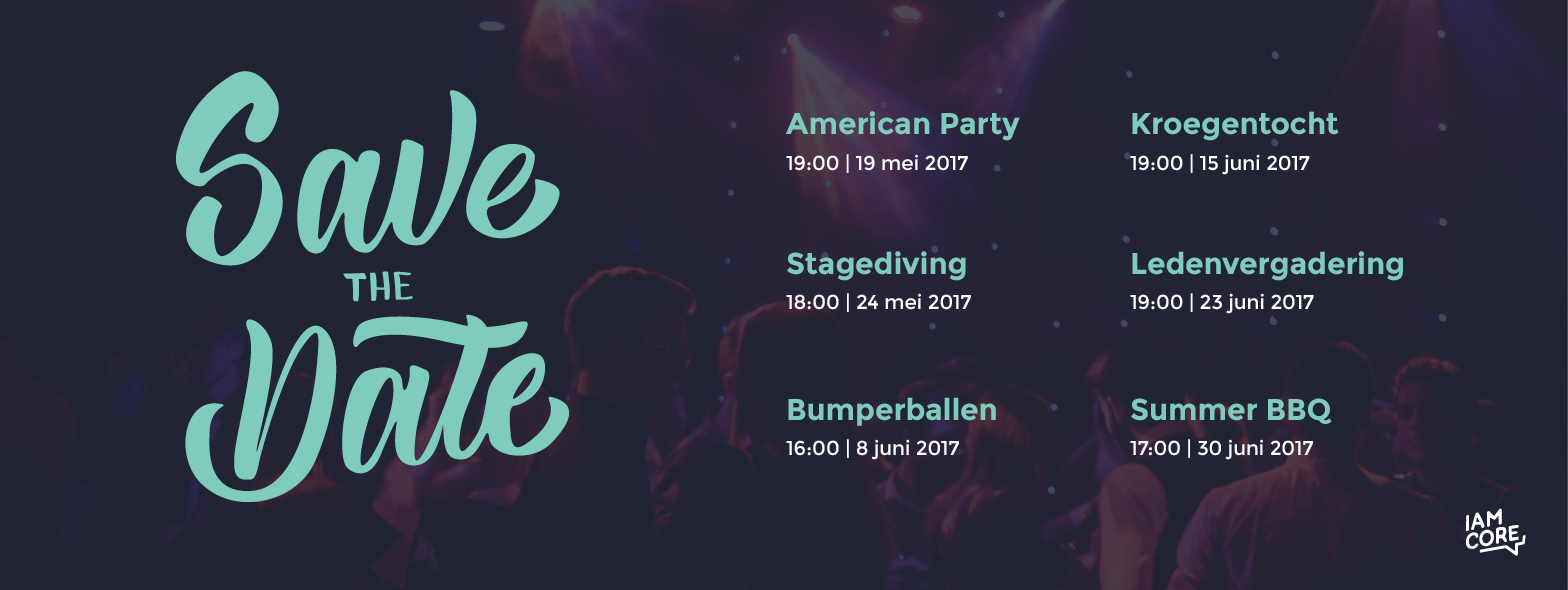 Save
THE
Date
American Party
19:00 | 19 mei 2017
Stagediving
18:00 | 24 mei 2017
Bumperballen
16:00 | 8 juni 2017
Kroegentocht
19:00 | 15 juni 2017
Ledenvergadering
19:00 | 23 juni 2017
Summer BBQ
17:00 | 30 juni 2017
IAM
CORE